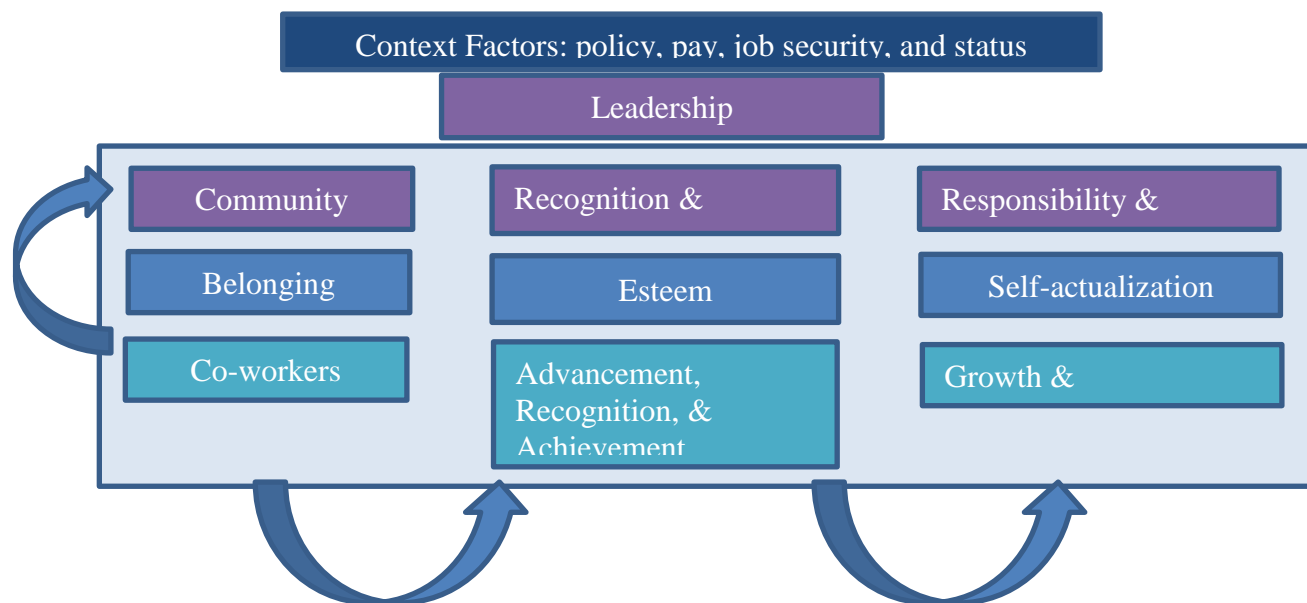 Context Factors: policy, pay, job security, and status
Leadership
Community
Recognition &
Responsibility &
Belonging
Esteem
Self-actualization
Co-workers
Advancement,
Recognition, &
Achievement
Growth &